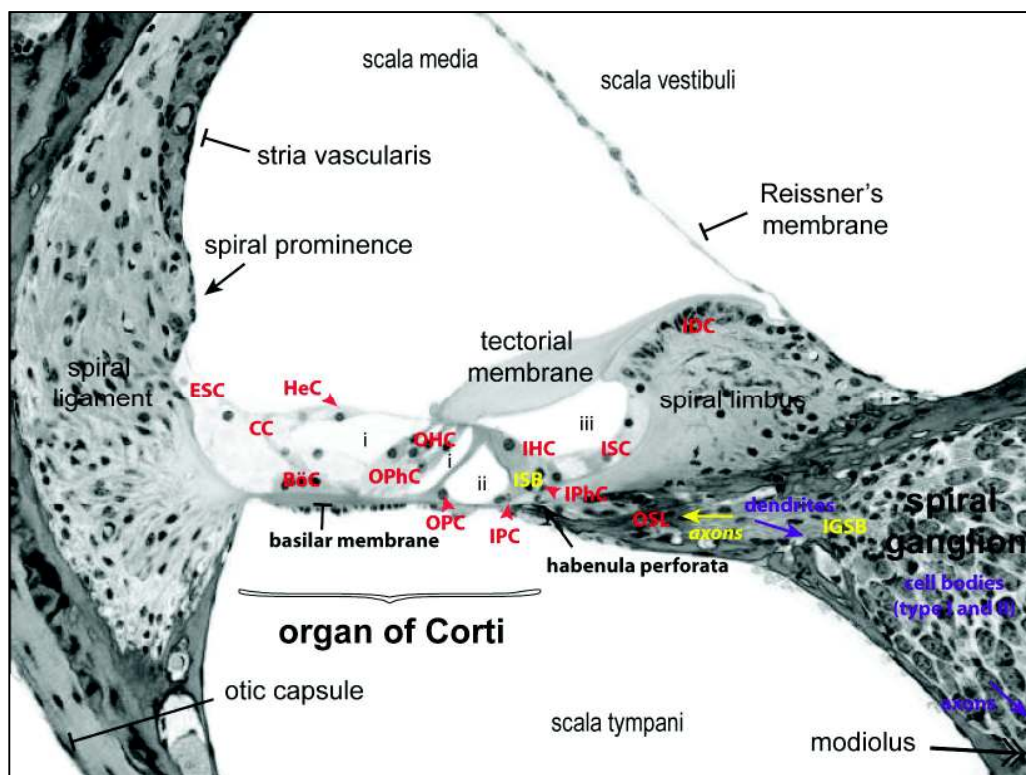 scala media
scala vestibuli
stria vascularis
Reissner's
membrane
spiral prominence
tectorial
membrane
IDC
spiral
ligament
ESC
HeC
CC
spiral limbus
iii
i
OHC
IHC
ISC
i
BöC
OPhC
ii
ISB
IPhC
OPC
IPC
OSL
axons
dendrites
IGSB
spiral
ganglion
basilar membrane
habenula perforata
cell bodies
(type I and II)
organ of Corti
otic capsule
axons
scala tympani
modiolus